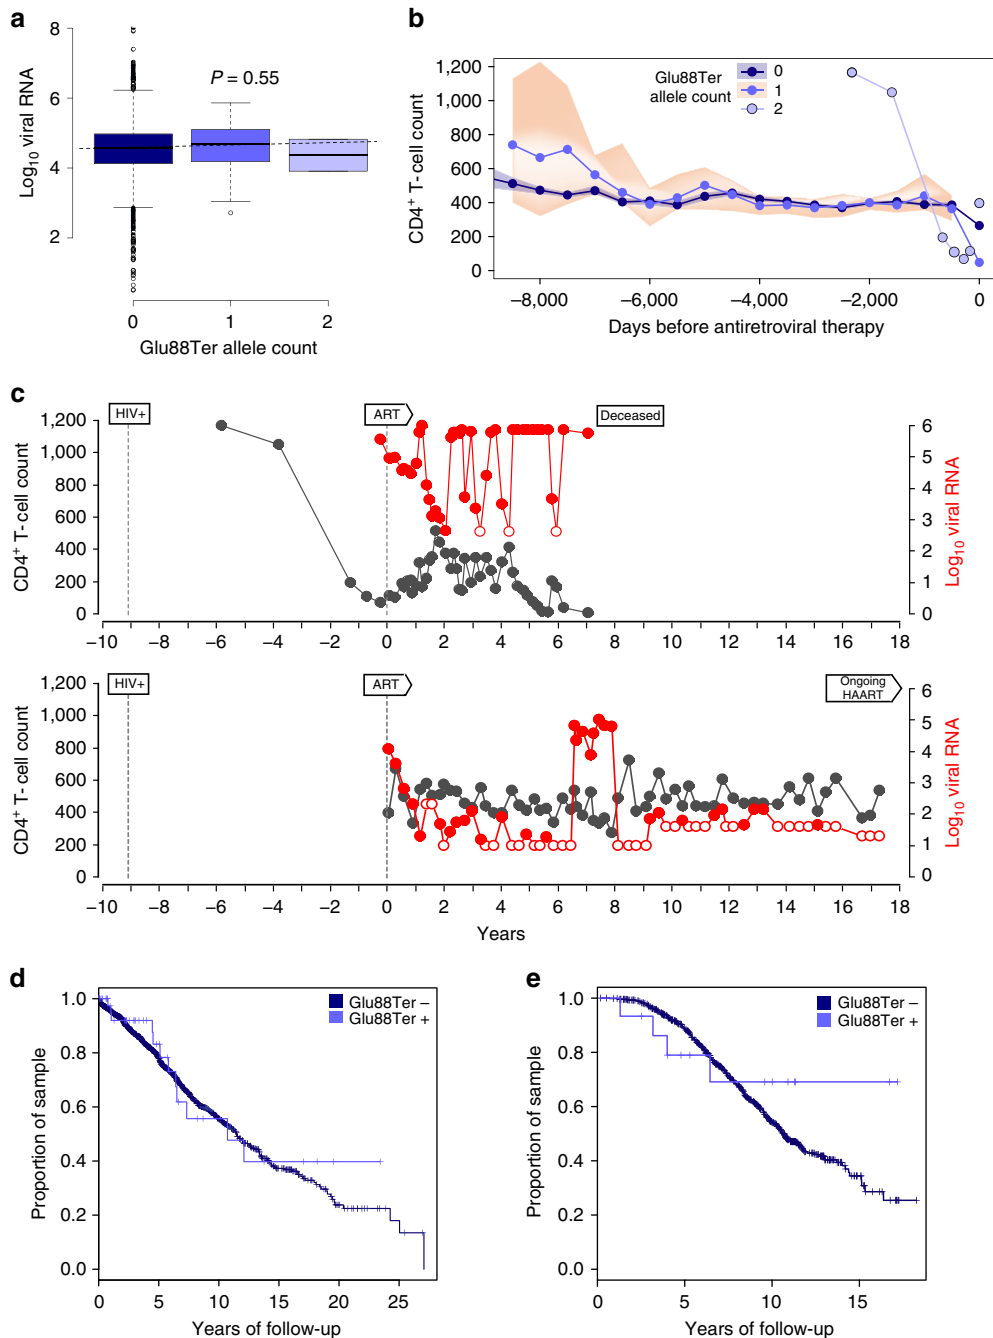 a
Log10 viral RNA
8
6
4
2
P = 0.55
0 1 2
Glu88Ter allele count
b
CD4+ T-cell count
1,200
1,000
800
600
400
200
0
Glu88Ter
allele count
0
1
2
−8,000 −6,000 −4,000 −2,000 0
Days before antiretroviral therapy
c
HIV+
ART
Deceased
CD4+ T-cell count
1,200
1,000
800
600
400
200
0
6
5
4
3
2
1
0
Log10 viral RNA
−10 −8 −6 −4 −2 0 2 4 6 8 10 12 14 16 18
HIV+
ART
Ongoing
HAART
CD4+ T-cell count
1,200
1,000
800
600
400
200
0
6
5
4
3
2
1
0
Log10 viral RNA
−10 −8 −6 −4 −2 0 2 4 6 8 10 12 14 16 18
Years
d
Proportion of sample
1.0
0.8
0.6
0.4
0.2
0.0
Glu88Ter −
Glu88Ter +
0 5 10 15 20 25
Years of follow-up
e
Proportion of sample
1.0
0.8
0.6
0.4
0.2
0.0
Glu88Ter −
Glu88Ter +
0 5 10 15
Years of follow-up